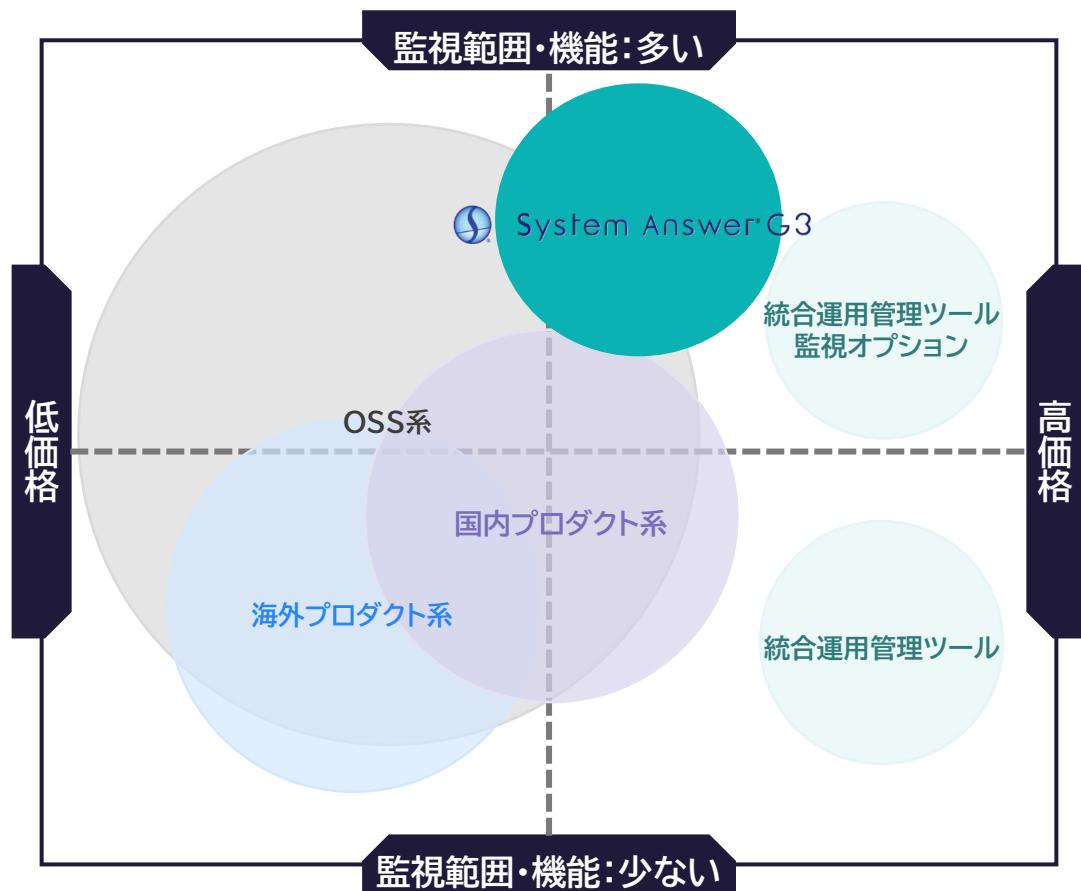 監視範囲・機能：多い
System Answer® G3
統合運用管理ツール
監視オプション
低価格
OSS系
高価格
国内プロダクト系
海外プロダクト系
統合運用管理ツール
監視範囲・機能：少ない